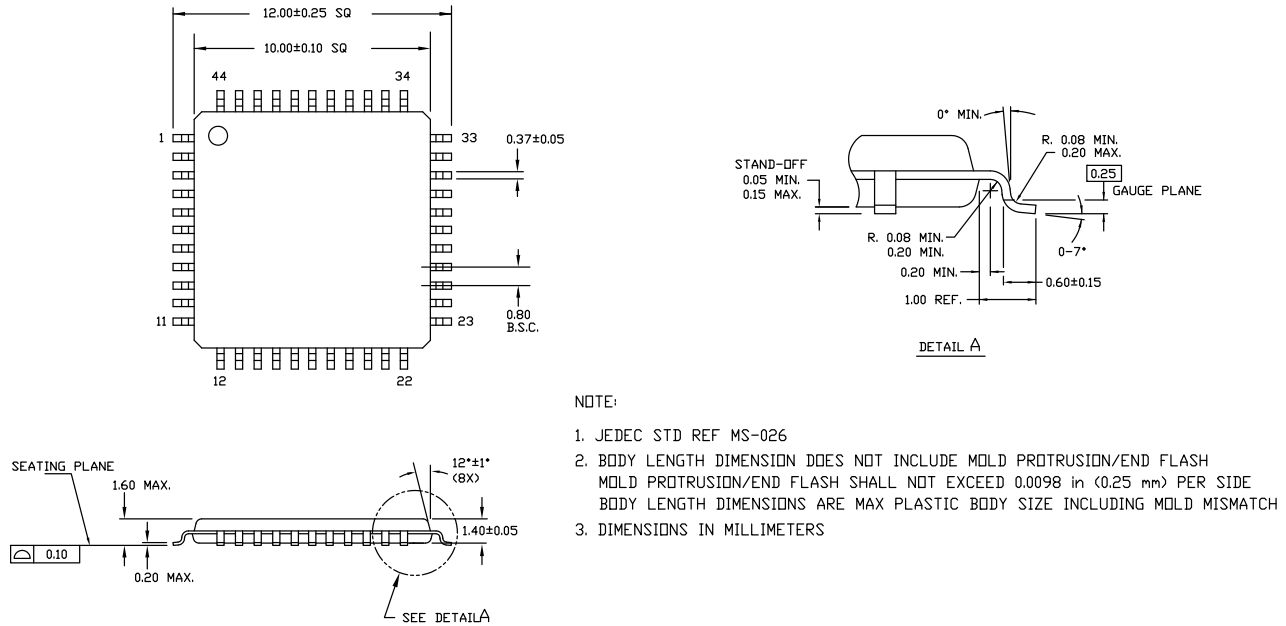 12.00±0.25 SQ
10.00±0.10 SQ
44
34
1
33
0.37±0.05
0.80
B.S.C.
11
23
12
22
0° MIN.
R. 0.08 MIN.
0.20 MAX.
STAND-OFF
0.05 MIN.
0.15 MAX.
0.25
GAUGE PLANE
R. 0.08 MIN.
0.20 MIN.
0-7°
0.20 MIN.
0.60±0.15
1.00 REF.
DETAIL A
NOTE:
1. JEDEC STD REF MS-026
2. BODY LENGTH DIMENSION DOES NOT INCLUDE MOLD PROTRUSION/END FLASH
MOLD PROTRUSION/END FLASH SHALL NOT EXCEED 0.0098 in (0.25 mm) PER SIDE
BODY LENGTH DIMENSIONS ARE MAX PLASTIC BODY SIZE INCLUDING MOLD MISMATCH
3. DIMENSIONS IN MILLIMETERS
SEATING PLANE
1.60 MAX.
12°±1°
(8X)
1.40±0.05
0.10
0.20 MAX.
SEE DETAILA